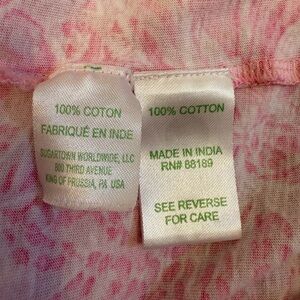 100% COTON
FABRIQUÉ EN INDE
SUGARTOWN WORLDWIDE, LLC
800 THIRD AVENUE
KING OF PRUSSIA, PA USA
100% COTTON
MADE IN INDIA
RN# 88189
SEE REVERSE
FOR CARE